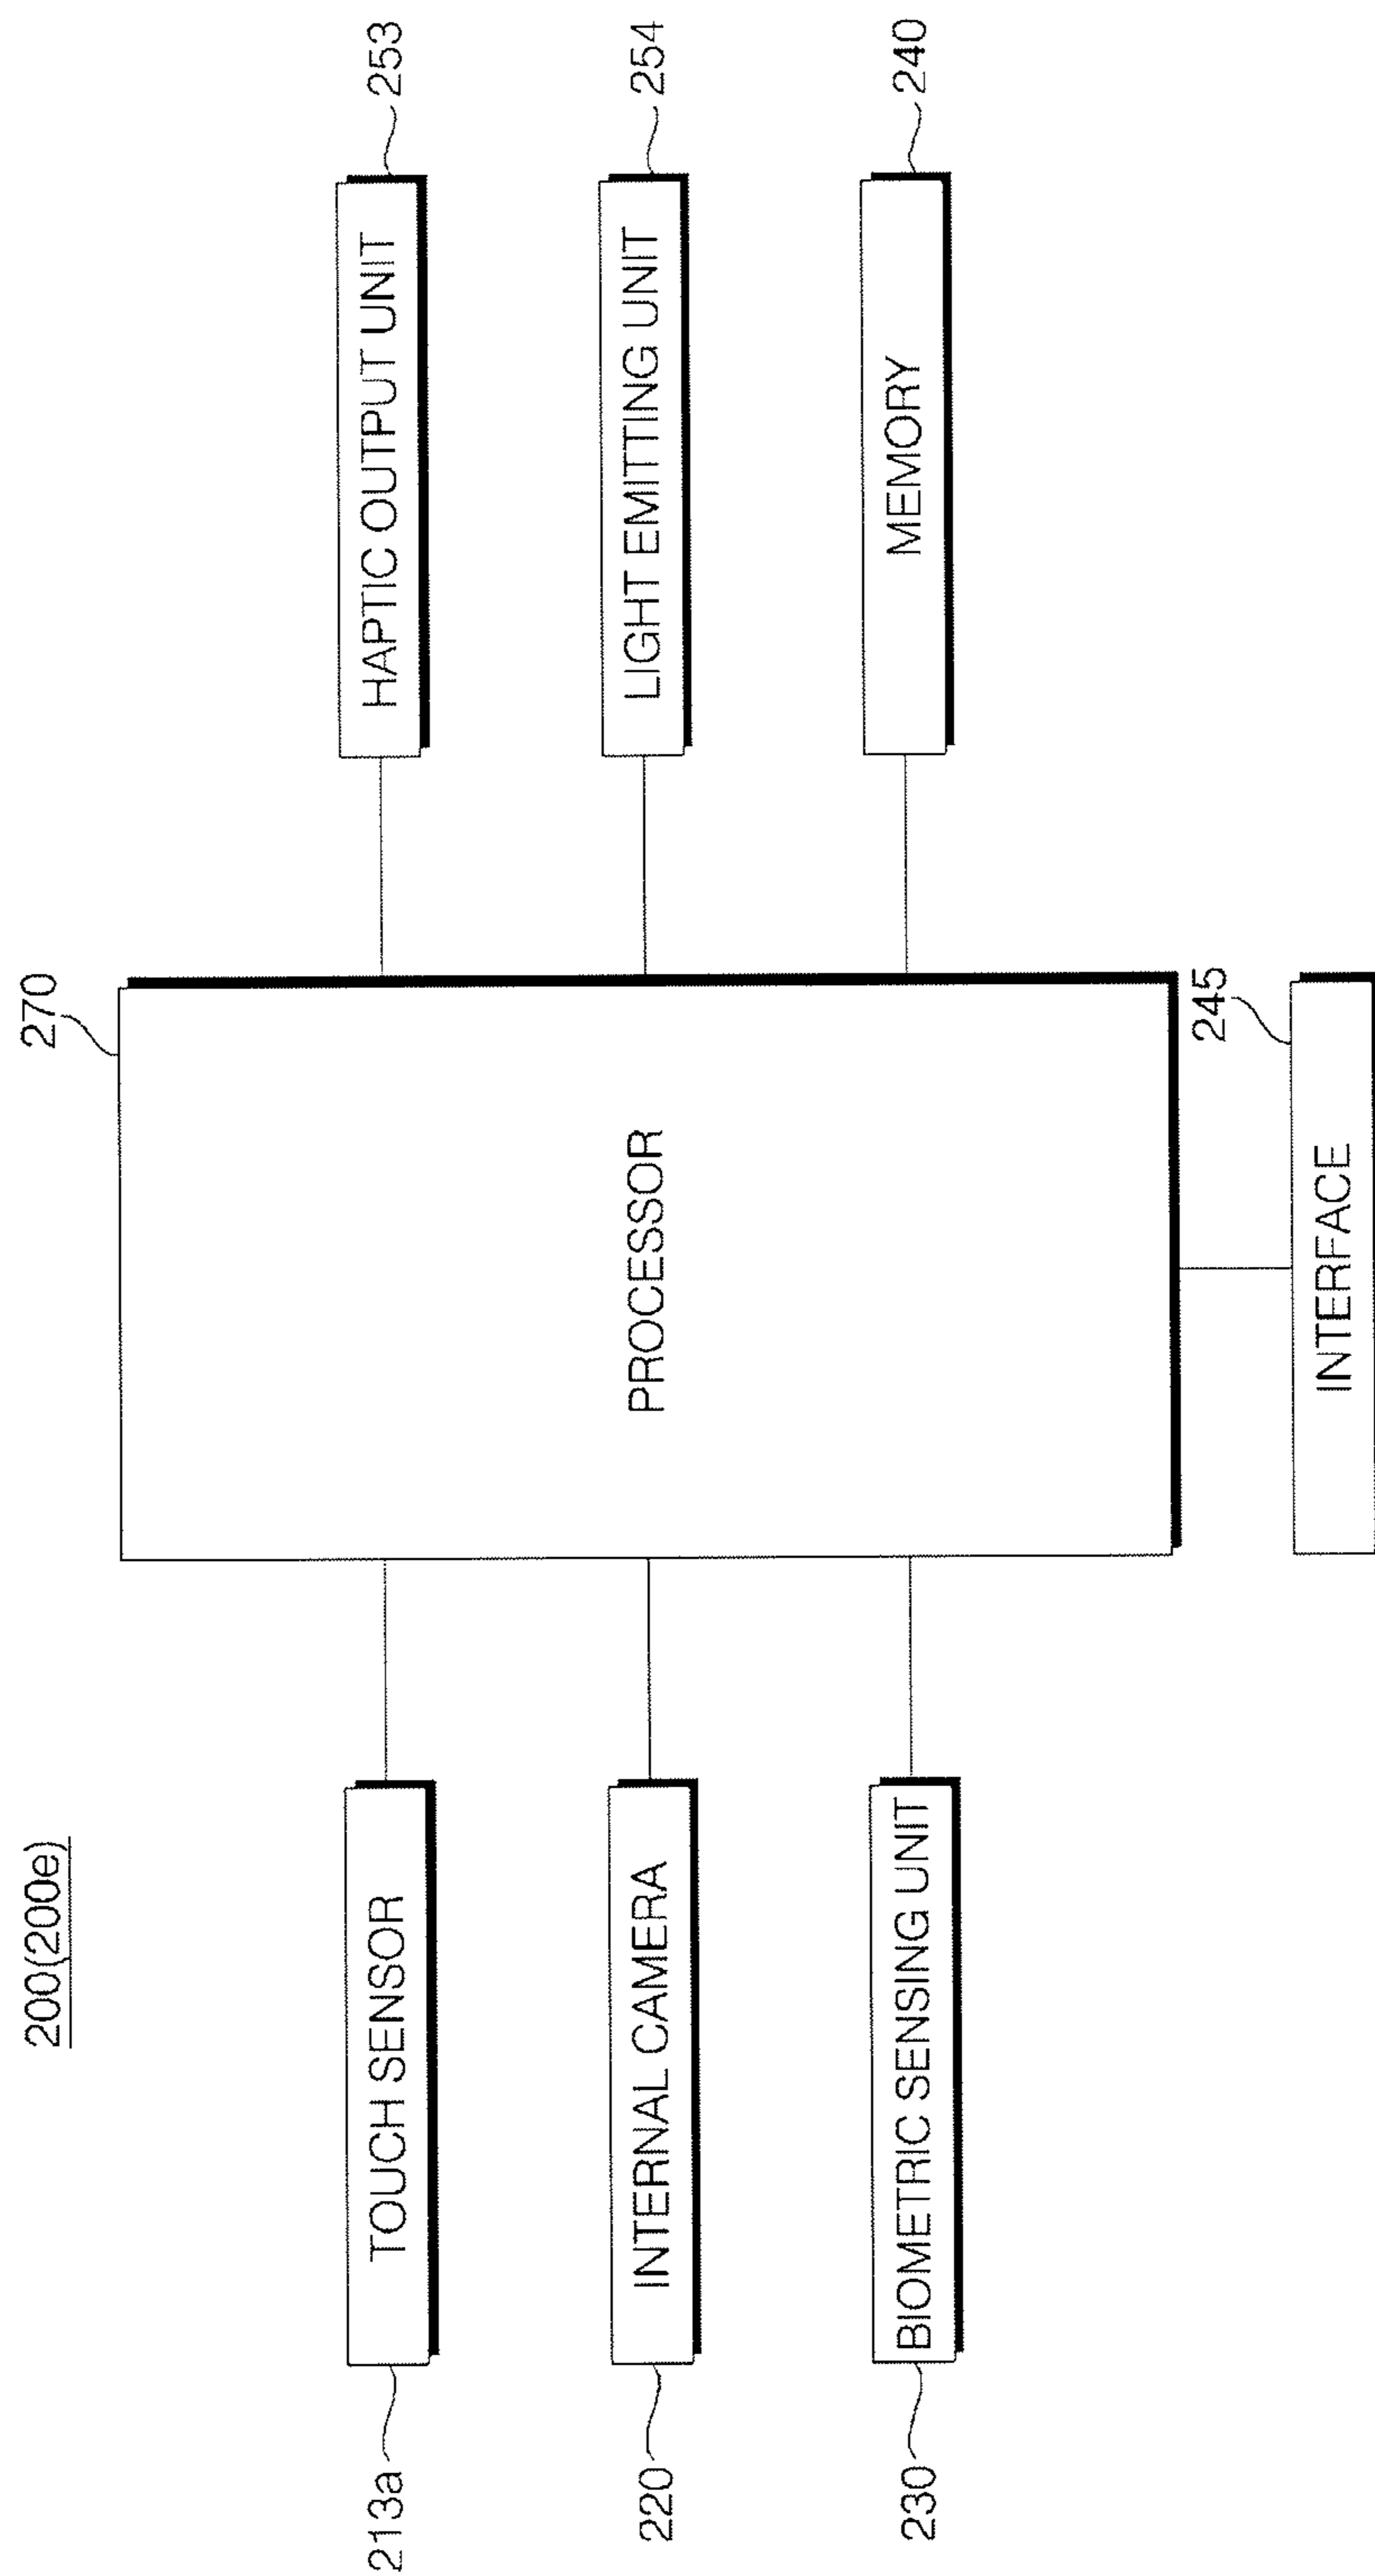 200(200e)
270
213a
TOUCH SENSOR
HAPTIC OUTPUT UNIT
253
220
INTERNAL CAMERA
PROCESSOR
LIGHT EMITTING UNIT
254
230
BIOMETRIC SENSING UNIT
MEMORY
240
245
INTERFACE